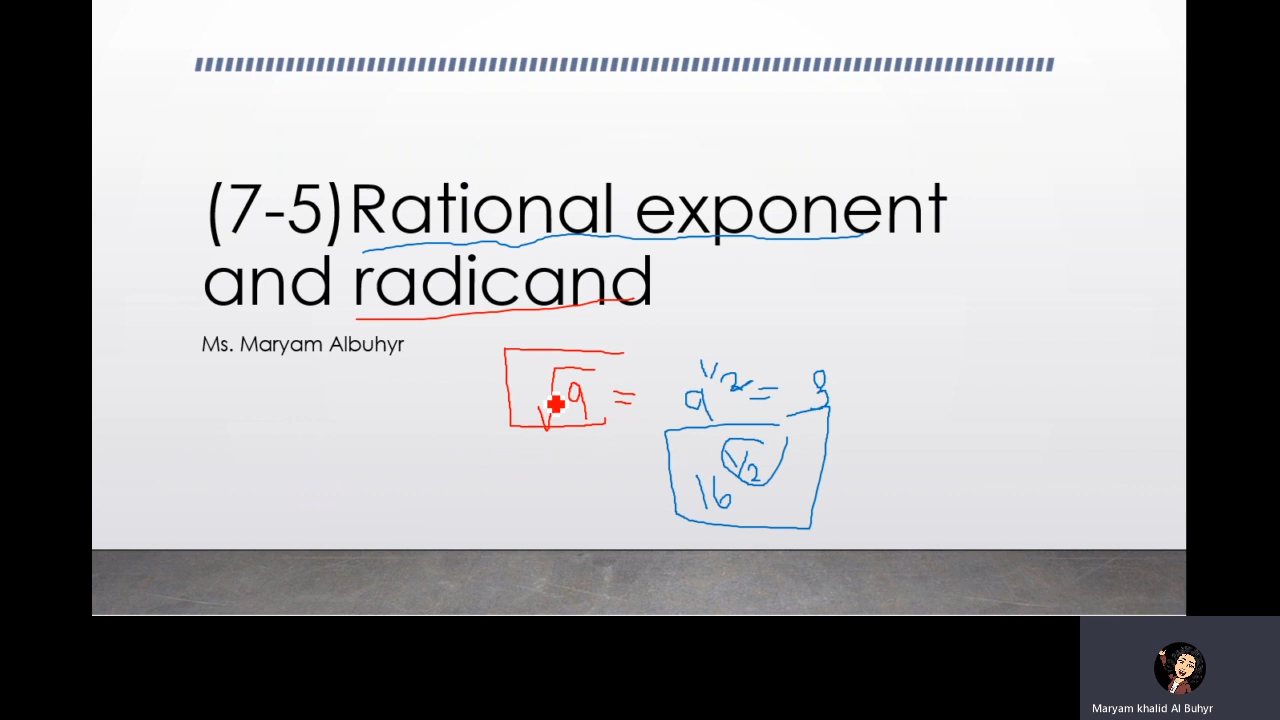 (7-5)Rational exponent
and radicand
Ms. Maryam Albuhyr
√9 = 9^1/2 = 3
16^1/2
Maryam khalid Al Buhyr